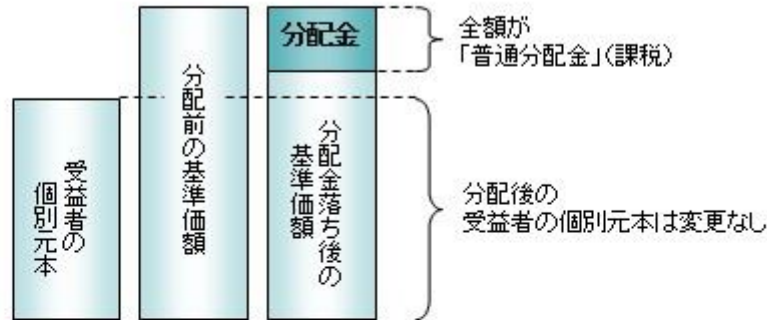 受益者の
個別元本
分配前の基準価額
分配金
分配金落ち後の
基準価額
全額が
「普通分配金」(課税)
分配後の
受益者の個別元本は変更なし